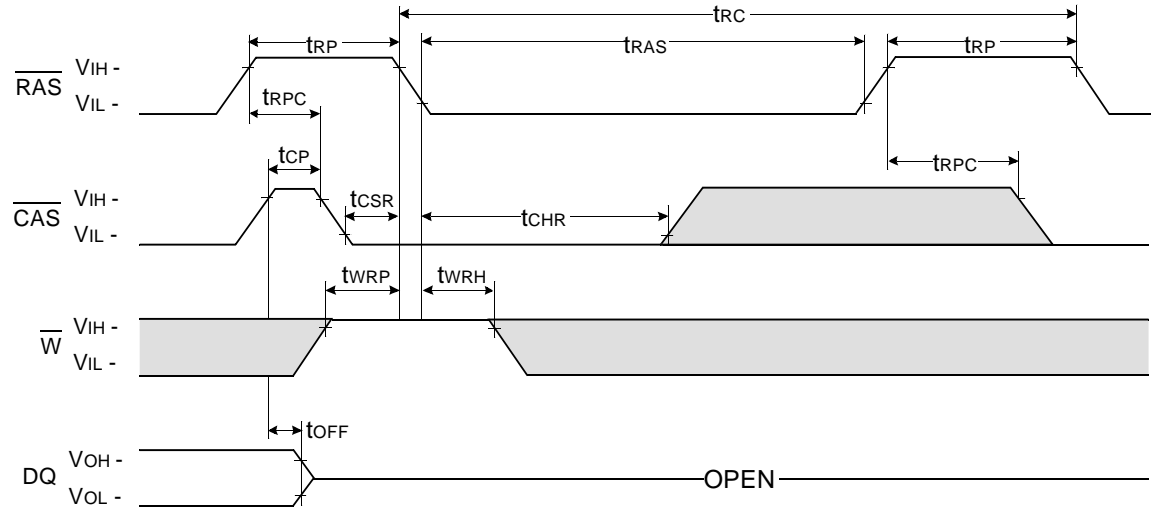 tRC
tRP
tRAS
tRP
RAS
VIH -
VIL -
tRPC
tCP
tRPC
CAS
VIH -
VIL -
tCSR
tCHR
tWRP
tWRH
W
VIH -
VIL -
tOFF
DQ
VOH -
VOL -
OPEN